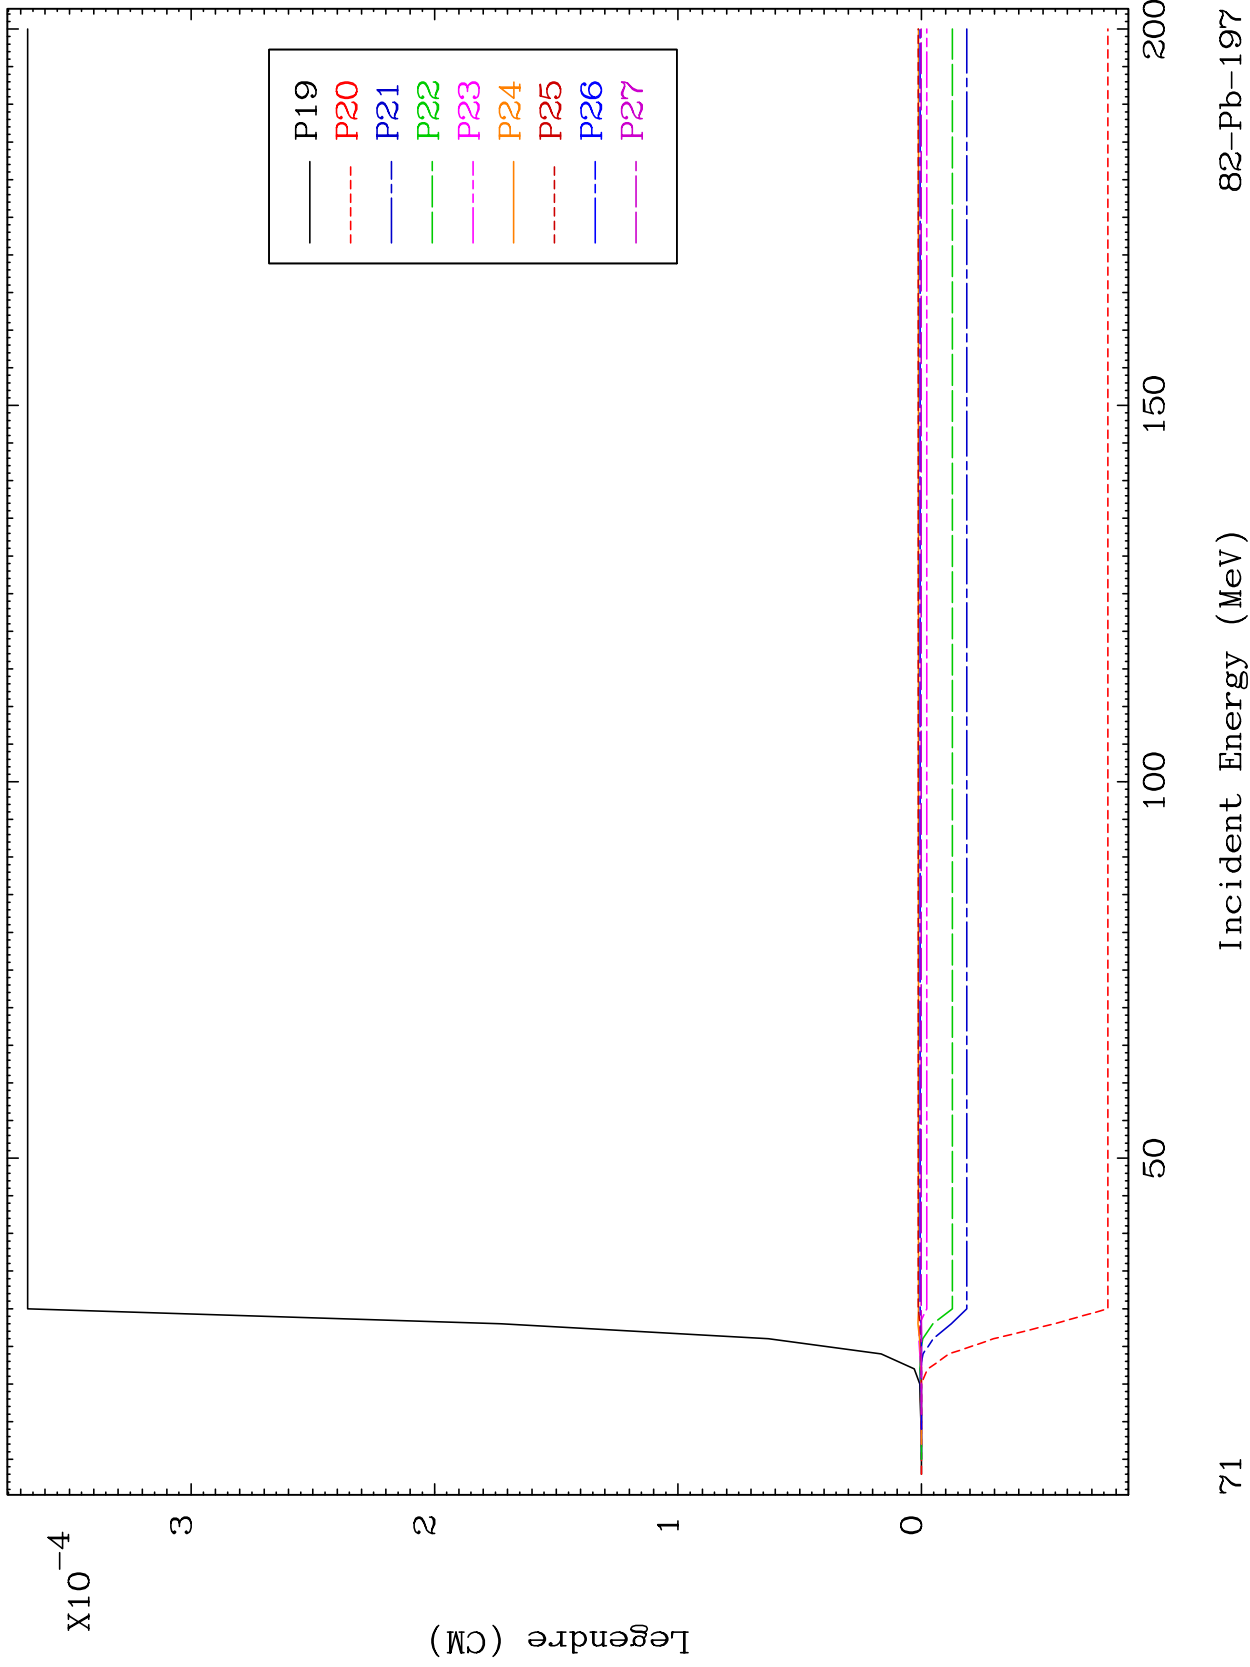 X10-4
3
2
1
0
Legendre (CM)
P19
P20
P21
P22
P23
P24
P25
P26
P27
50
100
150
200
71
Incident Energy (MeV)
82-Pb-197